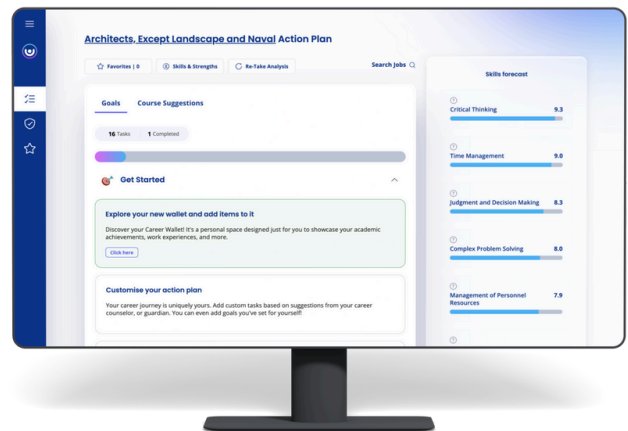 Architects, Except Landscape and Naval Action Plan
Favorites | 0
Skills & Strengths
Re-Take Analysis
Search Jobs
Goals
Course Suggestions
16 Tasks
1 Completed
Get Started
Explore your new wallet and add items to it
Discover your Career Wallet! It's a personal space designed just for you to showcase your academic
achievements, work experiences, and more.
Click here
Customise your action plan
Your career journey is uniquely yours. Add custom tasks based on suggestions from your career
counselor, or guardian. You can even add goals you've set for yourself!
Skills forecast
Critical Thinking 9.3
Time Management 9.0
Judgment and Decision Making 8.3
Complex Problem Solving 8.0
Management of Personnel 7.9
Resources